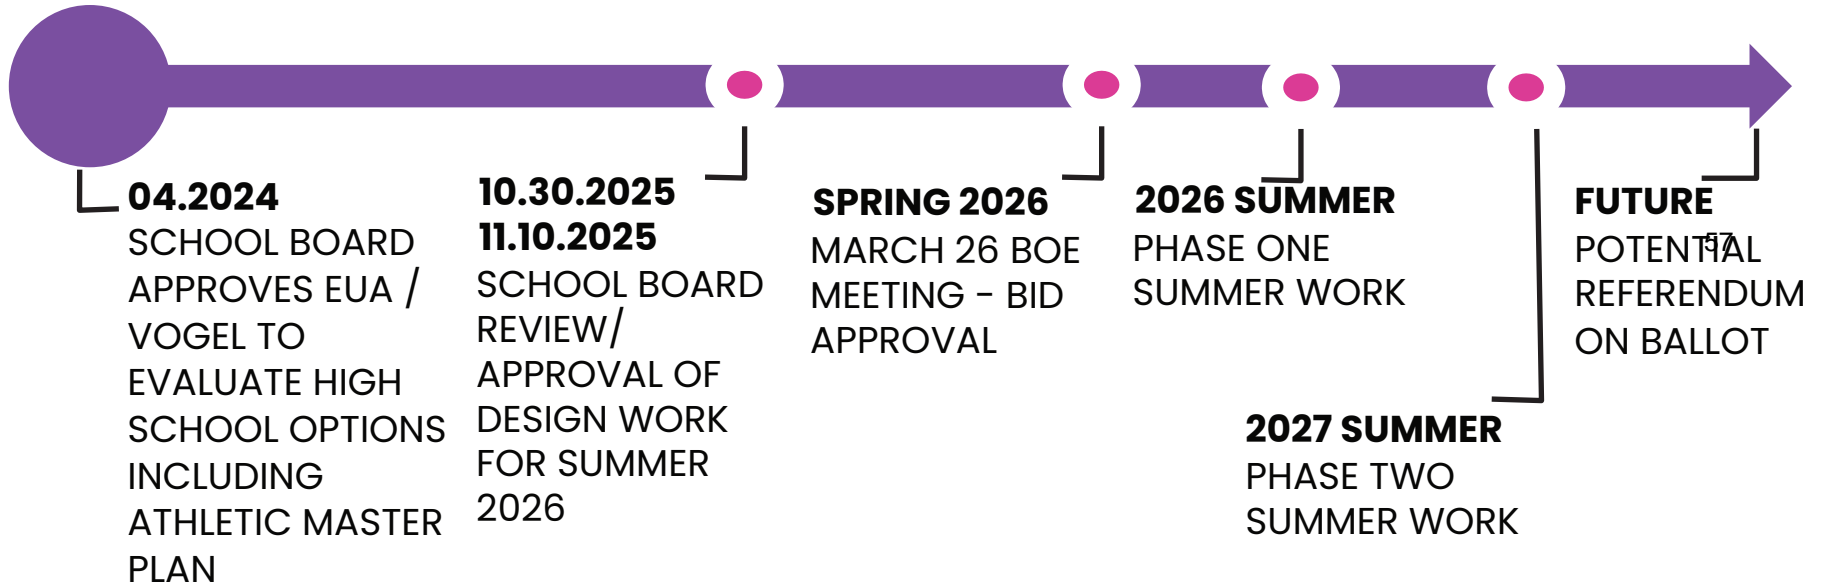 04.2024
SCHOOL BOARD
APPROVES EUA /
VOGEL TO
EVALUATE HIGH
SCHOOL OPTIONS
INCLUDING
ATHLETIC MASTER
PLAN
10.30.2025
11.10.2025
SCHOOL BOARD
REVIEW/
APPROVAL OF
DESIGN WORK
FOR SUMMER
2026
SPRING 2026
MARCH 26 BOE
MEETING - BID
APPROVAL
2026 SUMMER
PHASE ONE
SUMMER WORK
2027 SUMMER
PHASE TWO
SUMMER WORK
FUTURE
POTENTIAL
REFERENDUM
ON BALLOT
57